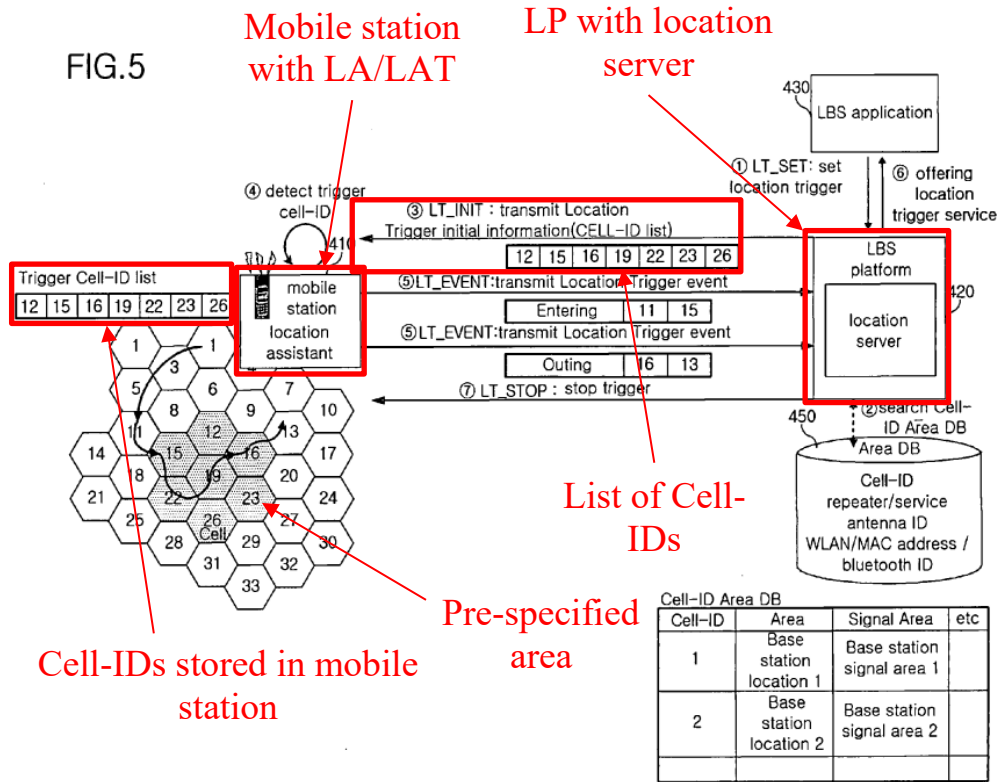 FIG.5
Mobile station
with LA/LAT
LP with location
server
430
LBS application
① LT_SET: set
location trigger
⑥ offering
location
trigger service
④ detect trigger
cell-ID
③ LT_INIT : transmit Location
Trigger initial information(CELL-ID list)
410
12 15 16 19 22 23 26
Trigger Cell-ID list
12 15 16 19 22 23 26
mobile
station
location
assistant
⑤LT_EVENT:transmit Location Trigger event
Entering 11 15
⑤LT_EVENT:transmit Location Trigger event
Outing 16 13
⑦ LT_STOP : stop trigger
LBS
platform
420
location
server
1 1
3
5 6 7
8 9 10
11 12 13
14 15 16 17
18 19 20
21 22 23 24
25 26 27
Cell
28 29 30
31 32
33
450
②search Cell-
ID Area DB
Area DB
Cell-ID
repeater/service
antenna ID
WLAN/MAC address /
bluetooth ID
List of Cell-
IDs
Pre-specified
area
Cell-IDs stored in mobile
station
Cell-ID Area DB
Cell-ID Area Signal Area etc
1 Base station location 1 Base station signal area 1
2 Base station location 2 Base station signal area 2